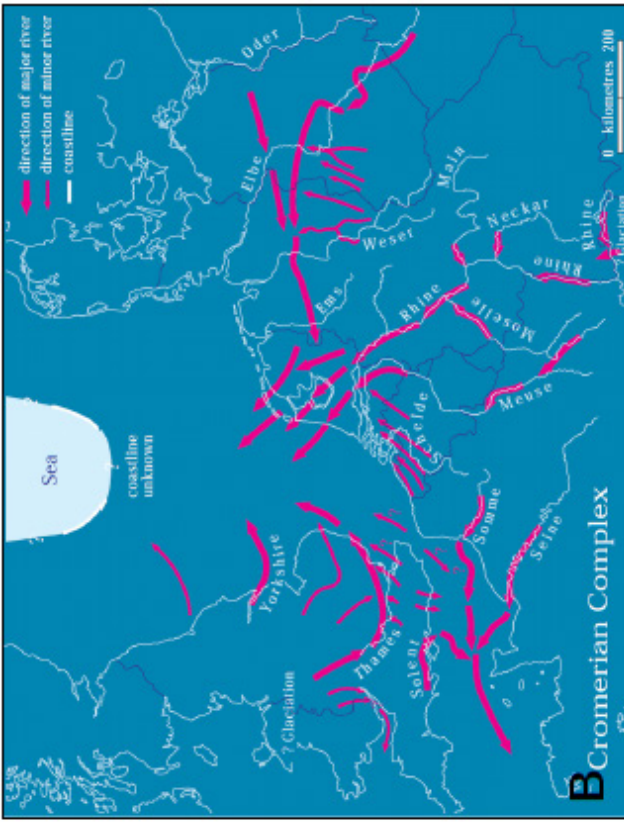 direction of major river
direction of minor river
coastline
Sea
coastline
unknown
Oder
Elbe
Yorkshire
? Glaciation
Ems
Thames
Weser
Solent
Schelde
Rhine
Main
Somme
Moselle
Neckar
Meuse
Seine
Rhine
Rhine
B Cromerian Complex
0 kilometres 200